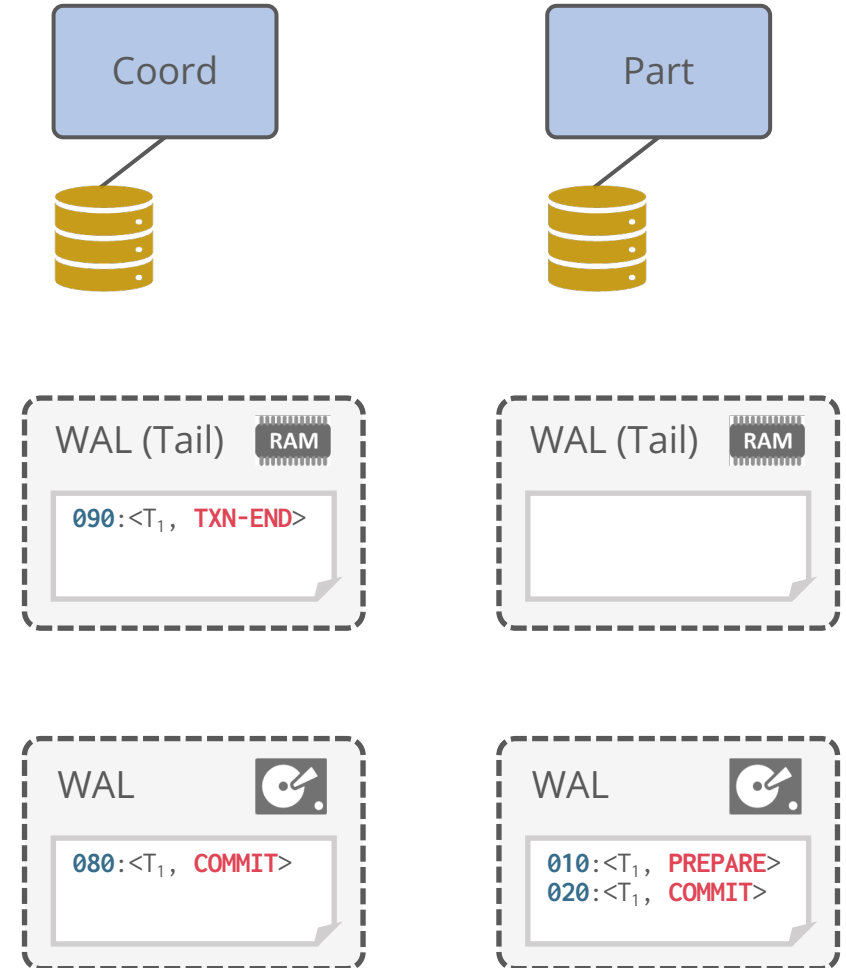 Coord
Part
WAL (Tail) RAM
090:<T₁, TXN-END>
WAL (Tail) RAM
WAL
080:<T₁, COMMIT>
WAL
010:<T₁, PREPARE>
020:<T₁, COMMIT>